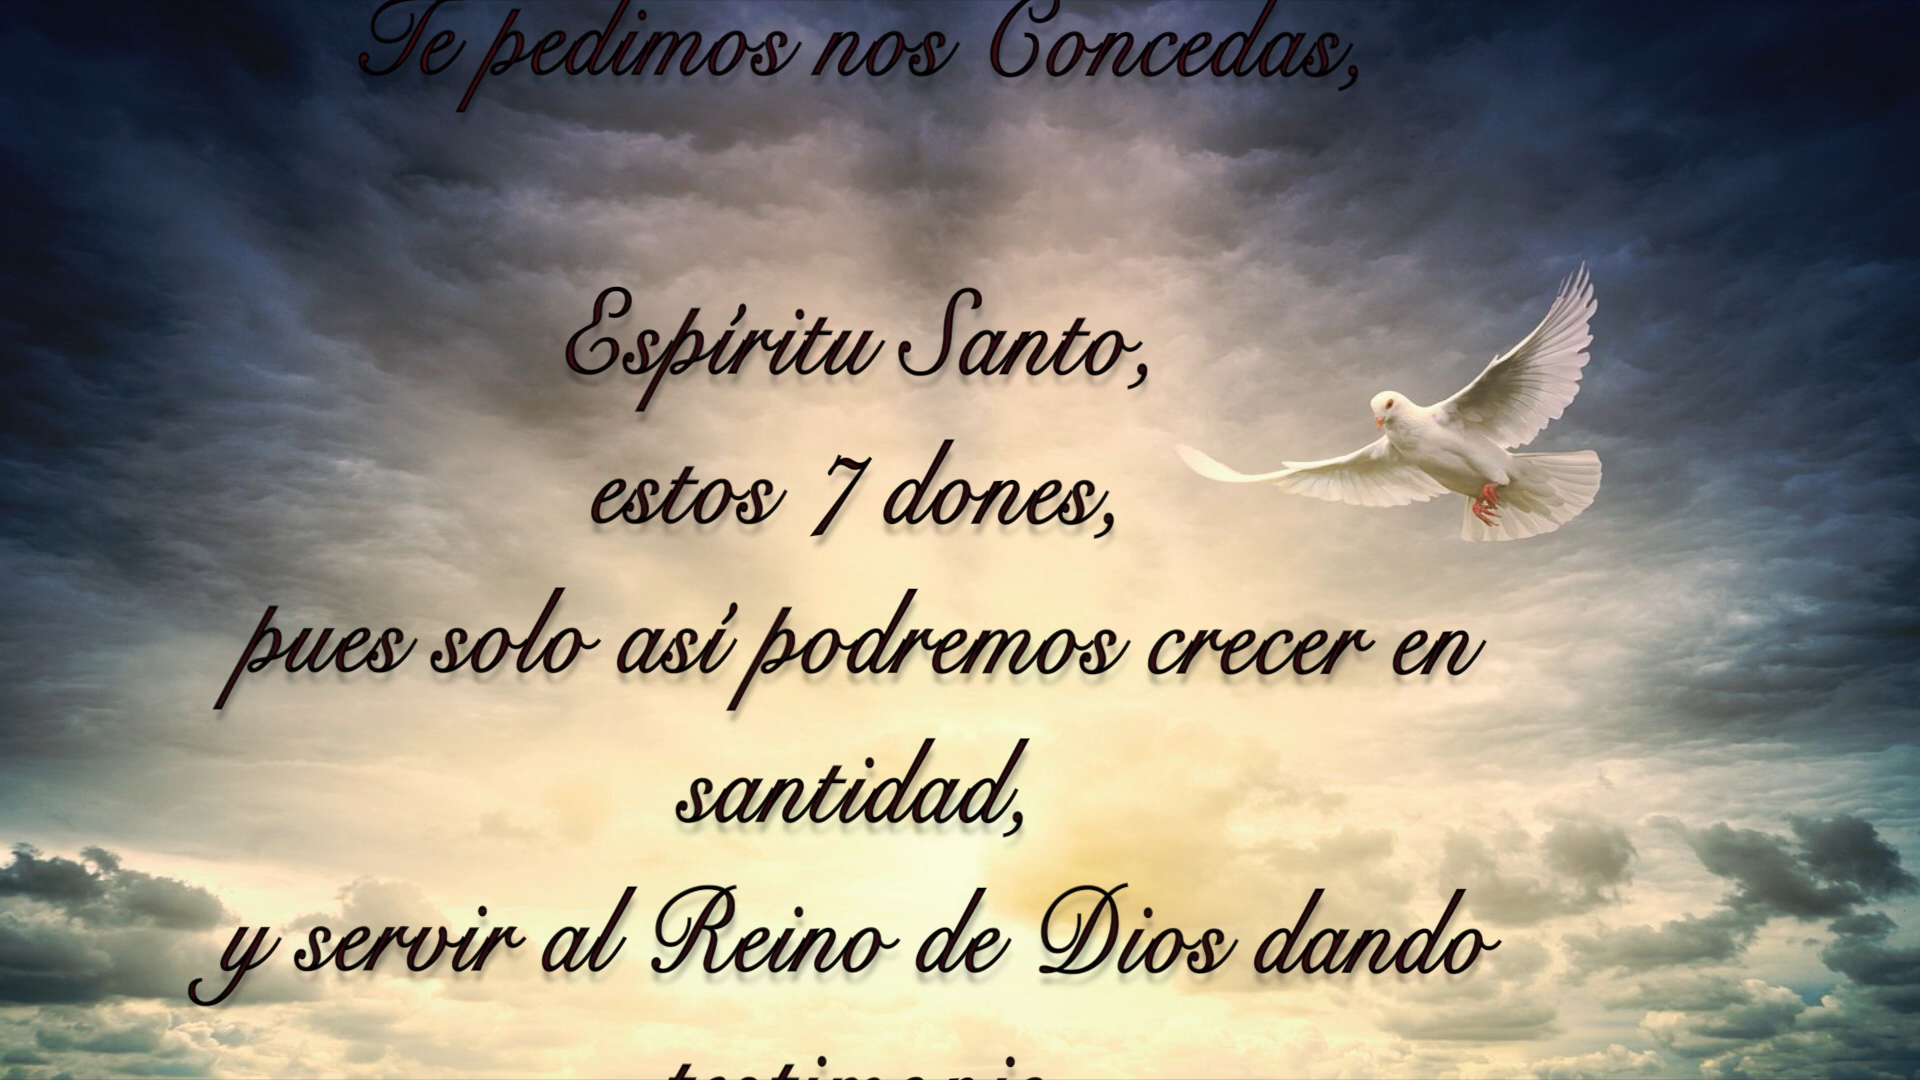 Te pedimos nos Concedas,
Espíritu Santo,
estos 7 dones,
pues solo así podremos crecer en
santidad,
y servir al Reino de Dios dando
testimonio